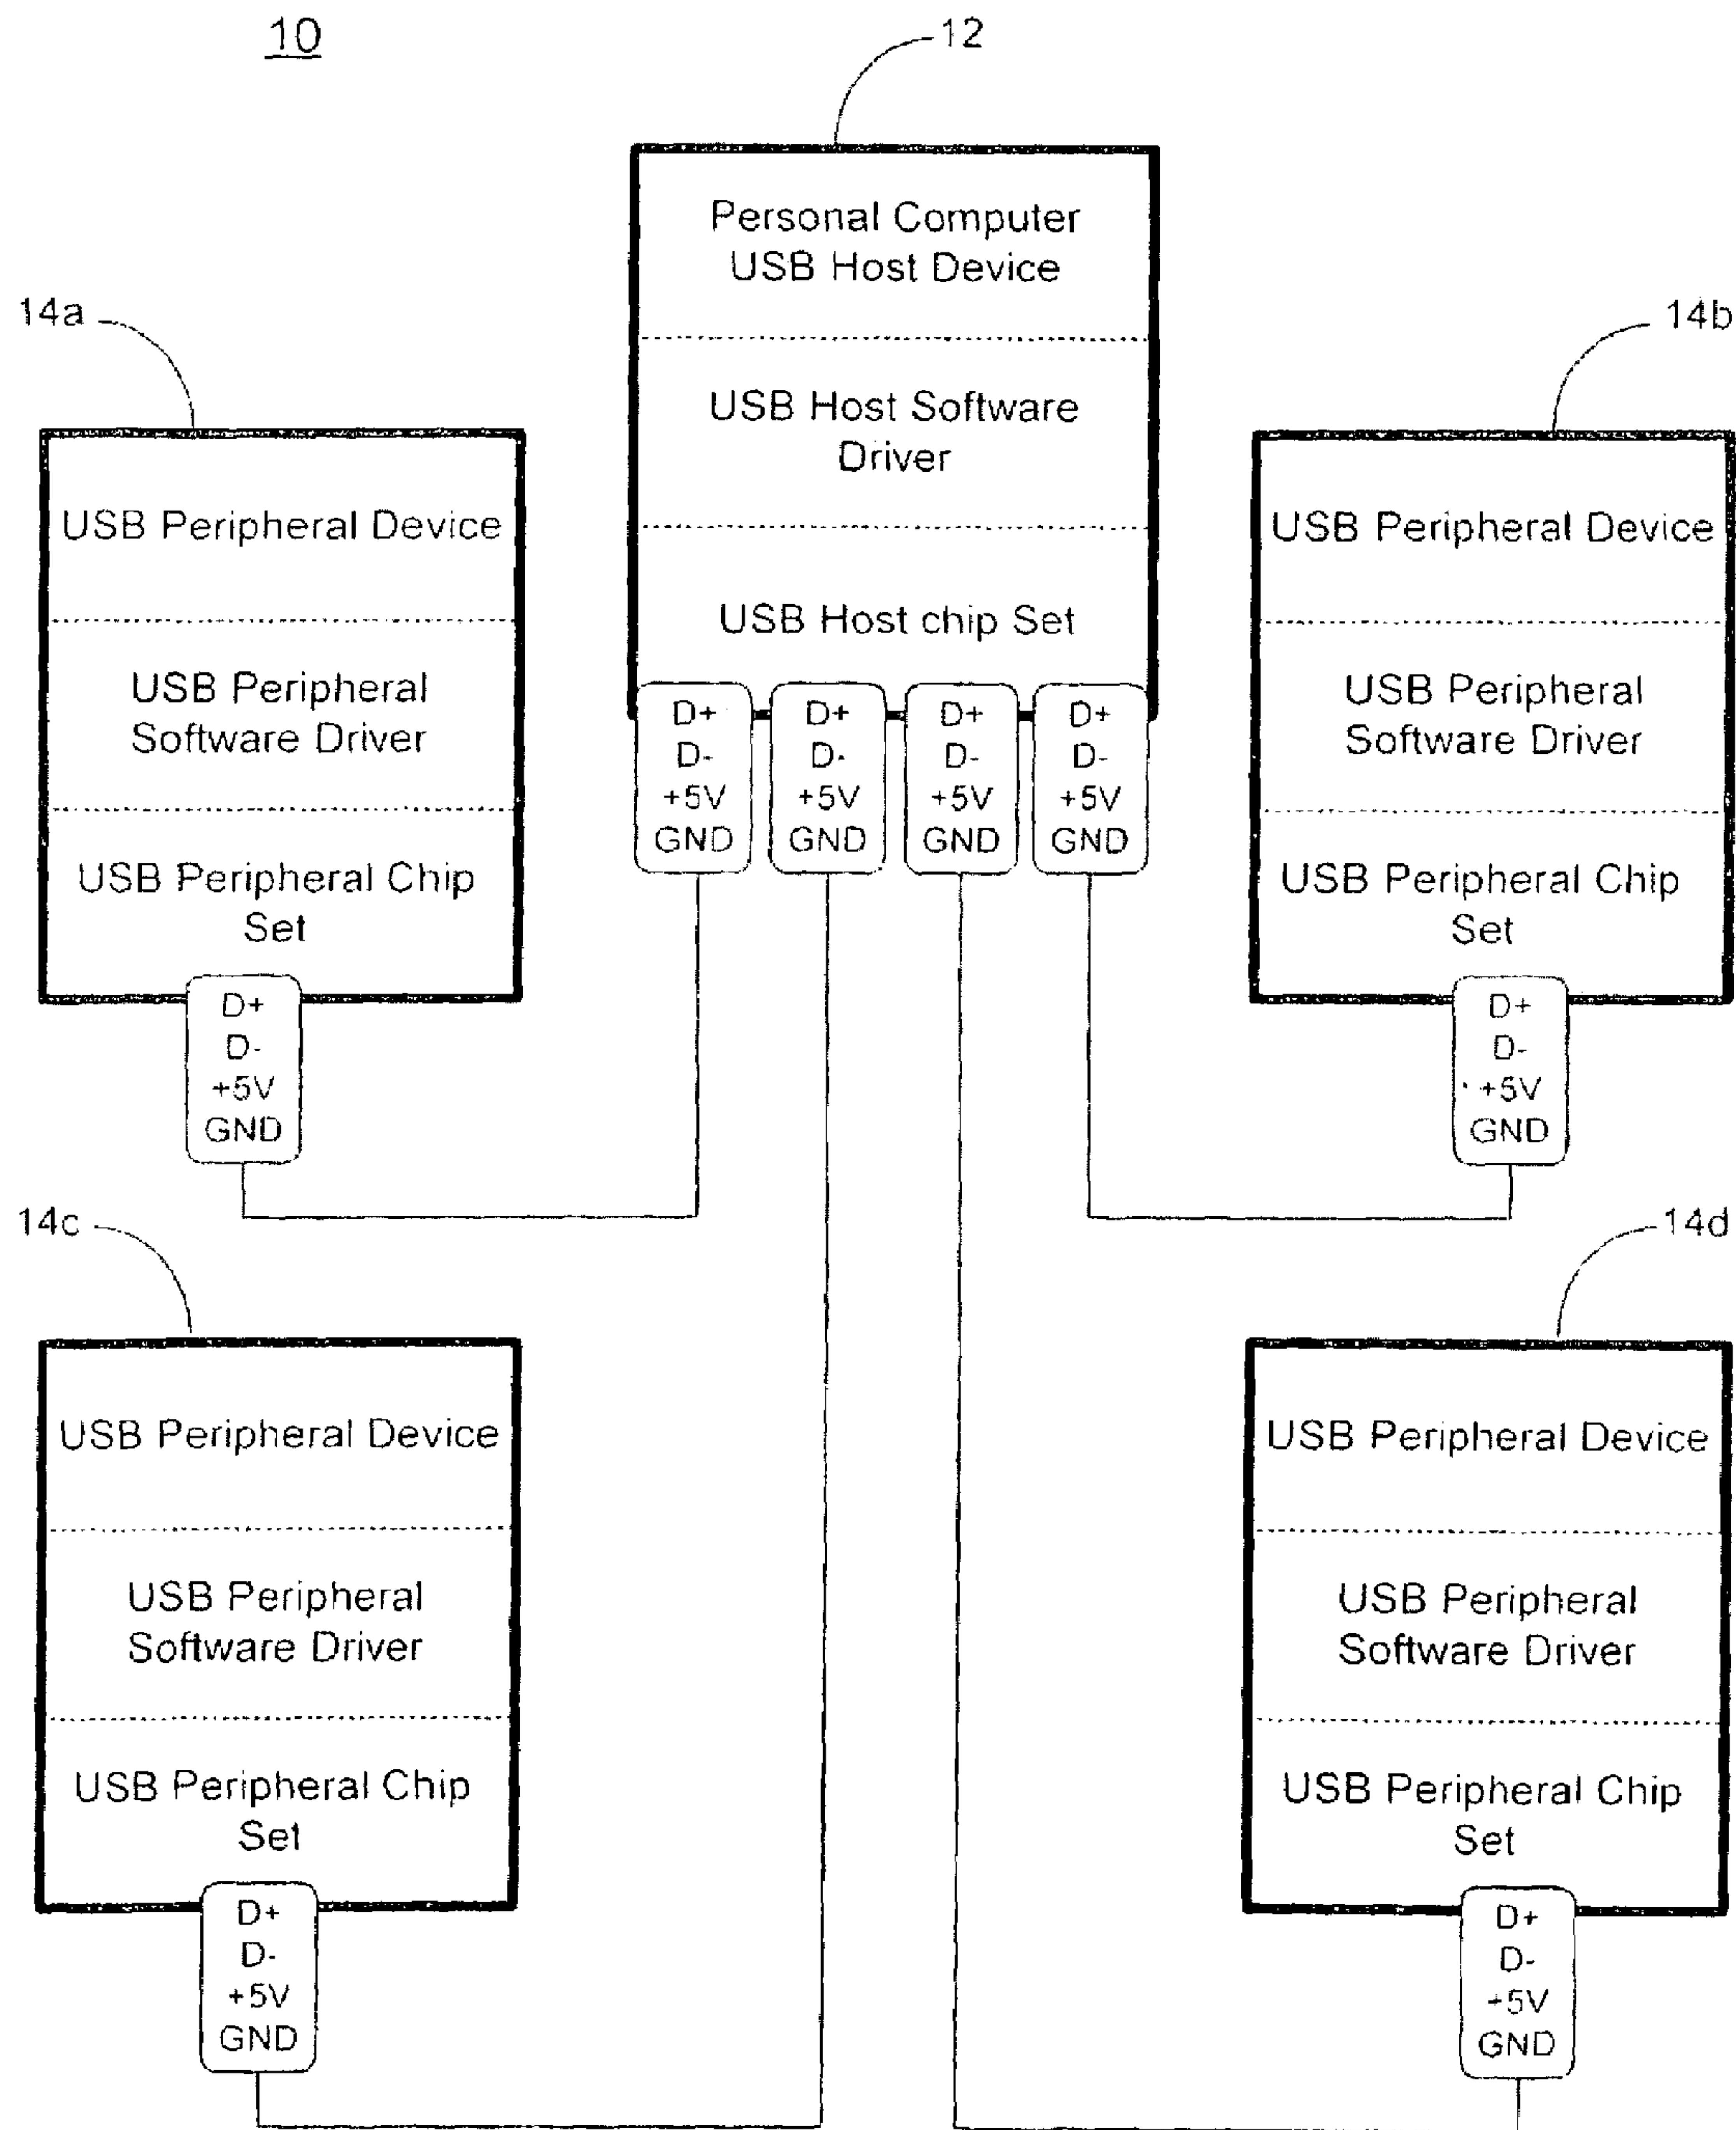 10
12
Personal Computer
USB Host Device
USB Host Software
Driver
USB Host chip Set
D+
D-
+5V
GND
D+
D-
+5V
GND
D+
D-
+5V
GND
D+
D-
+5V
GND
14a
USB Peripheral Device
USB Peripheral
Software Driver
USB Peripheral Chip
Set
D+
D-
+5V
GND
14b
USB Peripheral Device
USB Peripheral
Software Driver
USB Peripheral Chip
Set
D+
D-
+5V
GND
14c
USB Peripheral Device
USB Peripheral
Software Driver
USB Peripheral Chip
Set
D+
D-
+5V
GND
14d
USB Peripheral Device
USB Peripheral
Software Driver
USB Peripheral Chip
Set
D+
D-
+5V
GND